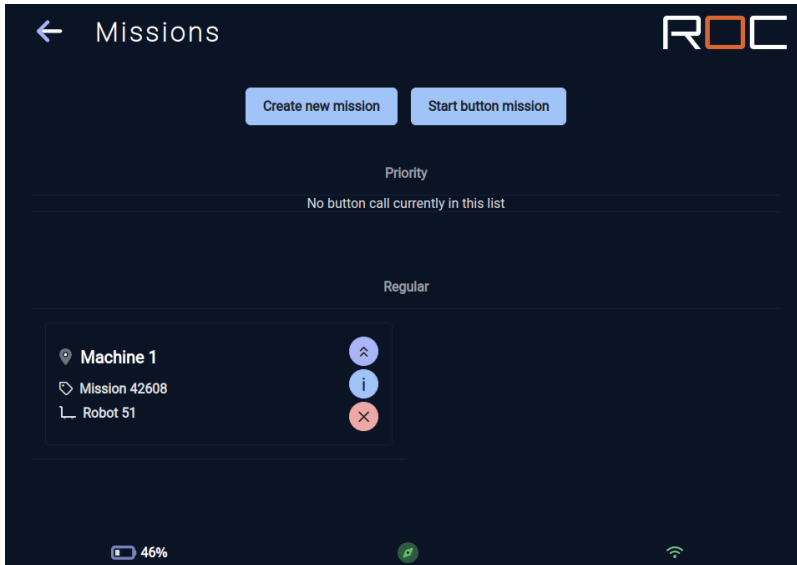 Missions
ROC
Create new mission
Start button mission
Priority
No button call currently in this list
Regular
Machine 1
Mission 42608
Robot 51
i
46%